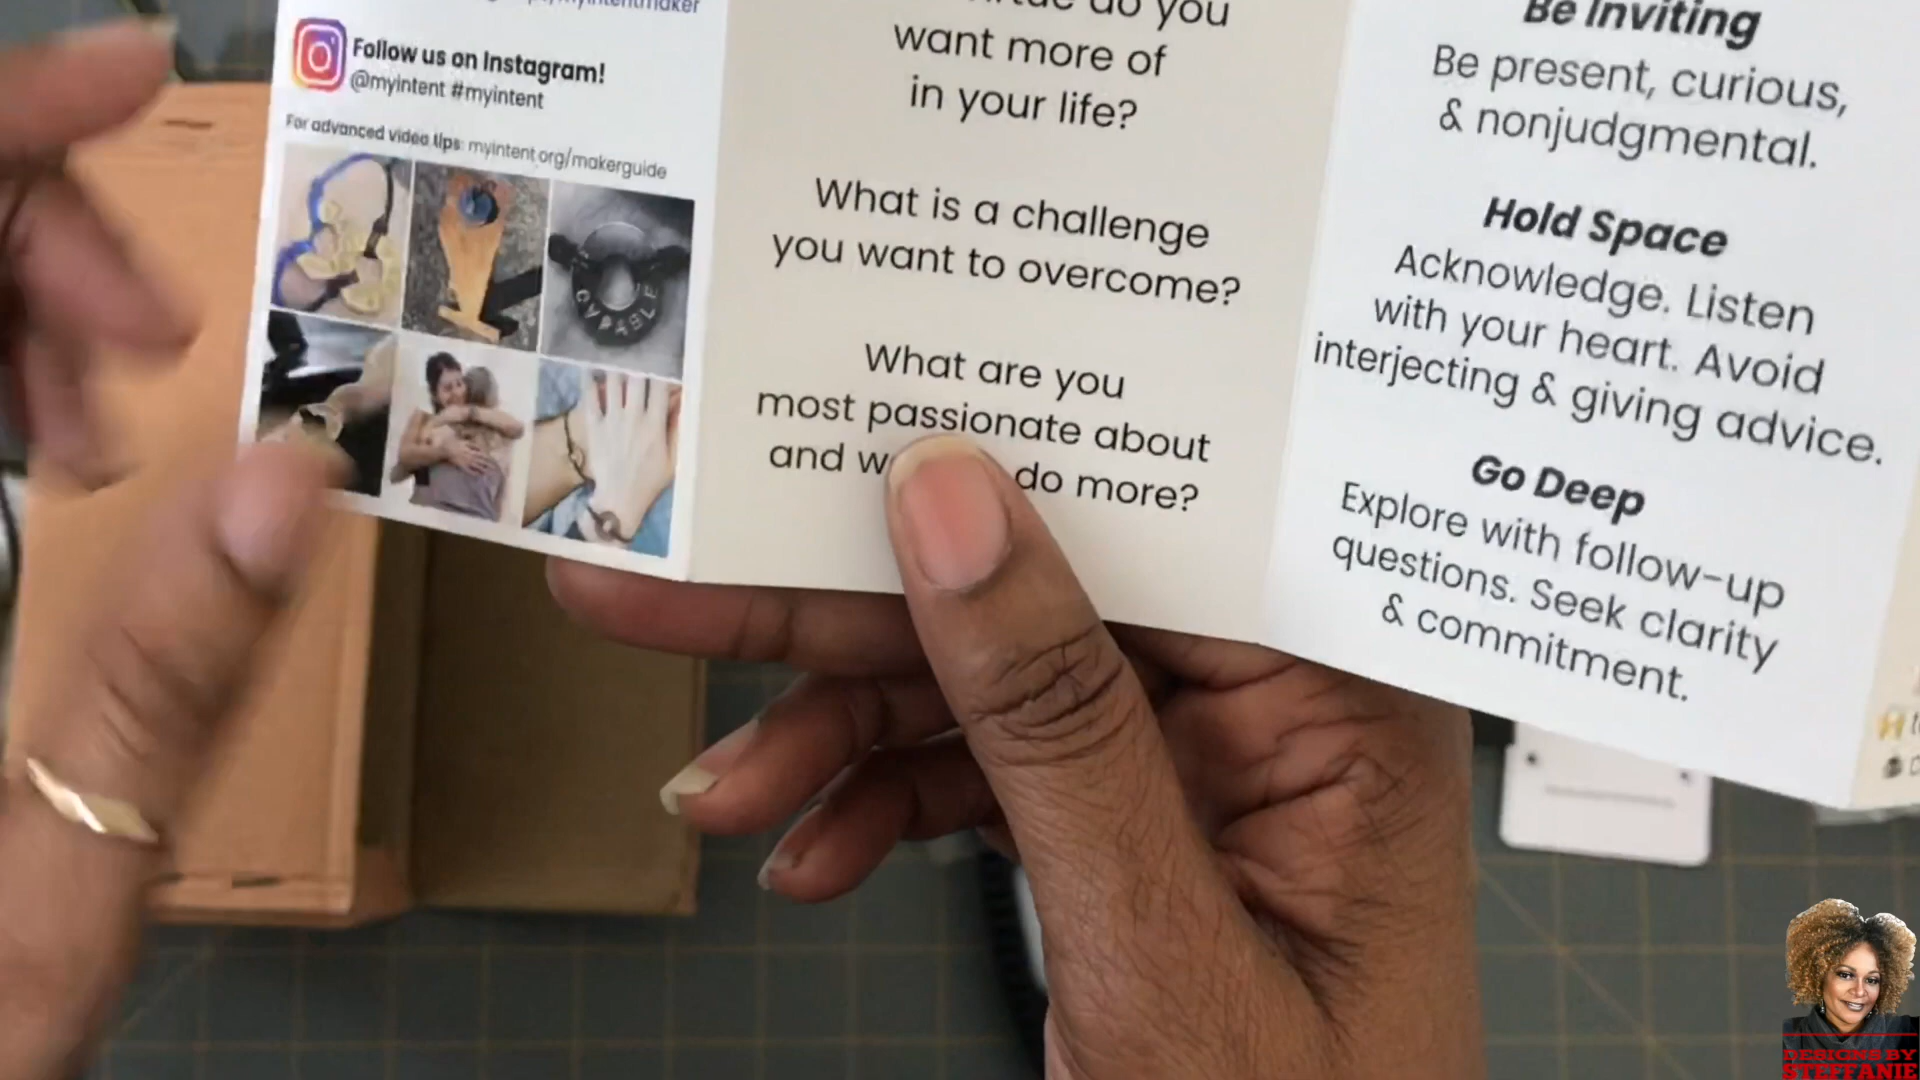 Follow us on Instagram!
@myintent #myintent
For advanced video tips: myintent.org/makerguide
do you
want more of
in your life?
What is a challenge
you want to overcome?
What are you
most passionate about
and do more?
Be Inviting
Be present, curious,
& nonjudgmental.
Hold Space
Acknowledge. Listen
with your heart. Avoid
interjecting & giving advice.
Go Deep
Explore with follow-up
questions. Seek clarity
& commitment.
DESIGNS BY
STEFFANIE